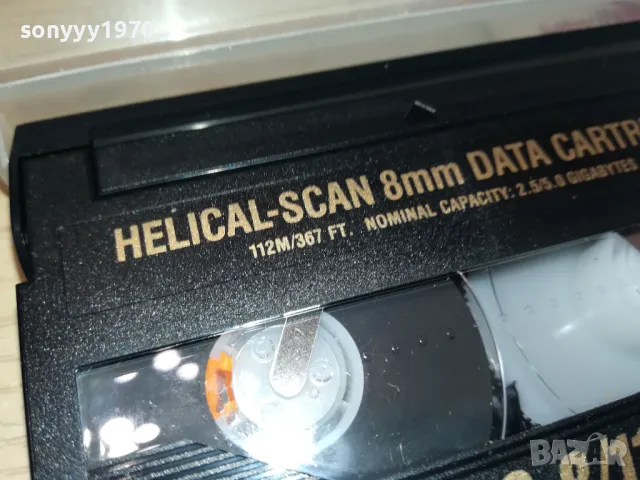 sonyyy1970
HELICAL-SCAN 8mm DATA CARTR
112M/367 FT. NOMINAL CAPACITY: 2.5/5.0 GIGABYTES
BAZAR